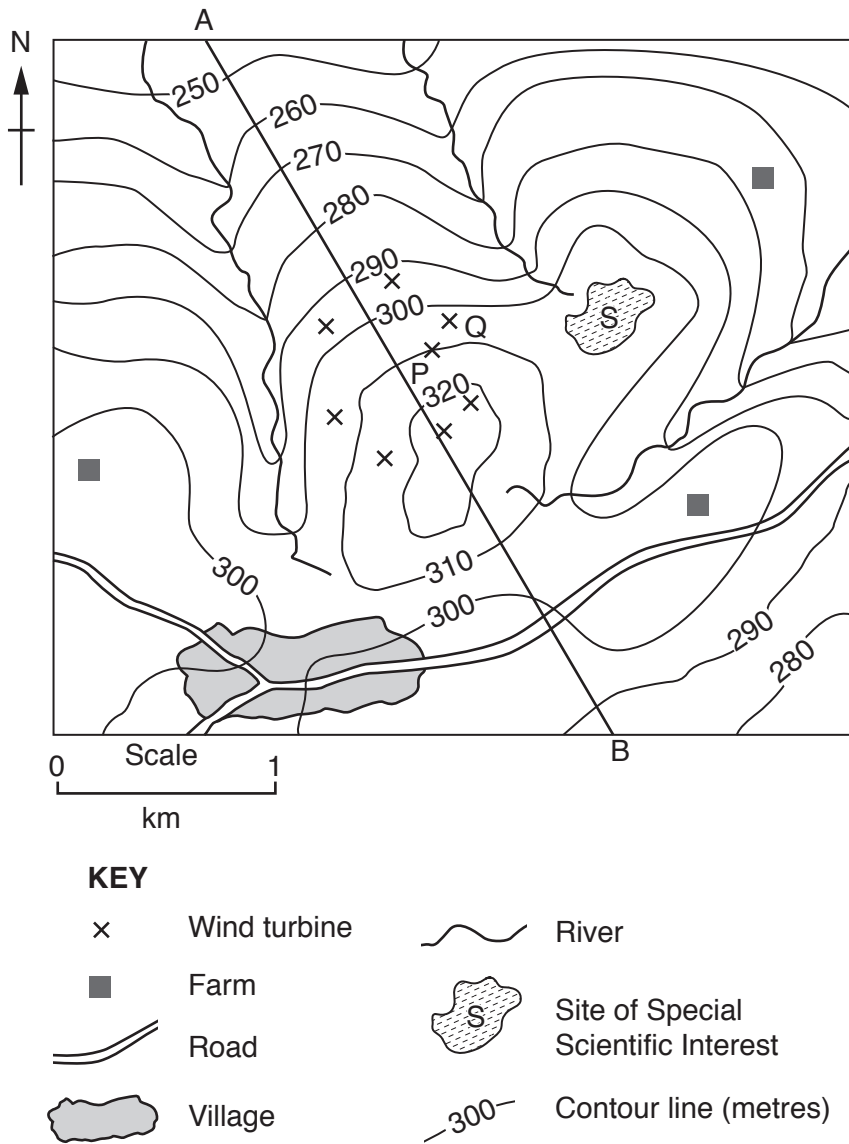 A
N
250
260
270
280
290
300
S
Q
P
320
310
300
300
290
280
B
Scale
0 1
km
KEY
Wind turbine
River
Farm
S
Site of Special
Scientific Interest
Road
Village
300
Contour line (metres)